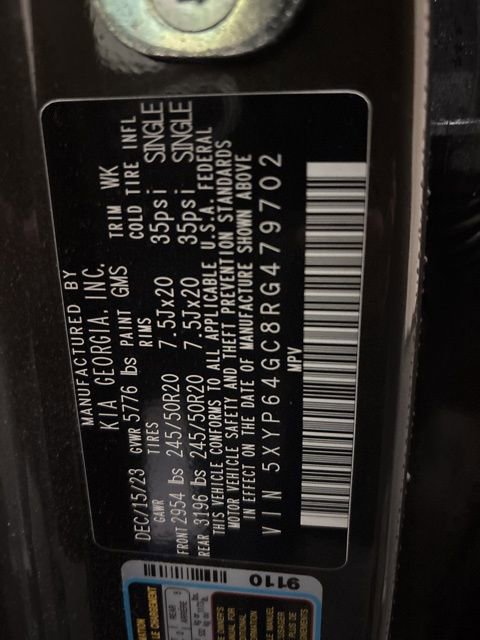 MANUFACTURED BY
KIA GEORGIA, INC.
DEC/15/23 GVWR 5776 lbs PAINT GMS TRIM WK
GAWR TIRES RIMS COLD TIRE INFL
FRONT 2954 lbs 245/50R20 7.5Jx20 35psi SINGLE
REAR 3196 lbs 245/50R20 7.5Jx20 35psi SINGLE
THIS VEHICLE CONFORMS TO ALL APPLICABLE U.S.A. FEDERAL
MOTOR VEHICLE SAFETY AND THEFT PREVENTION STANDARDS
IN EFFECT ON THE DATE OF MANUFACTURE SHOWN ABOVE
VIN 5XYP64GC8RG479702
MPV
9110
REAR
ARRIÈRE